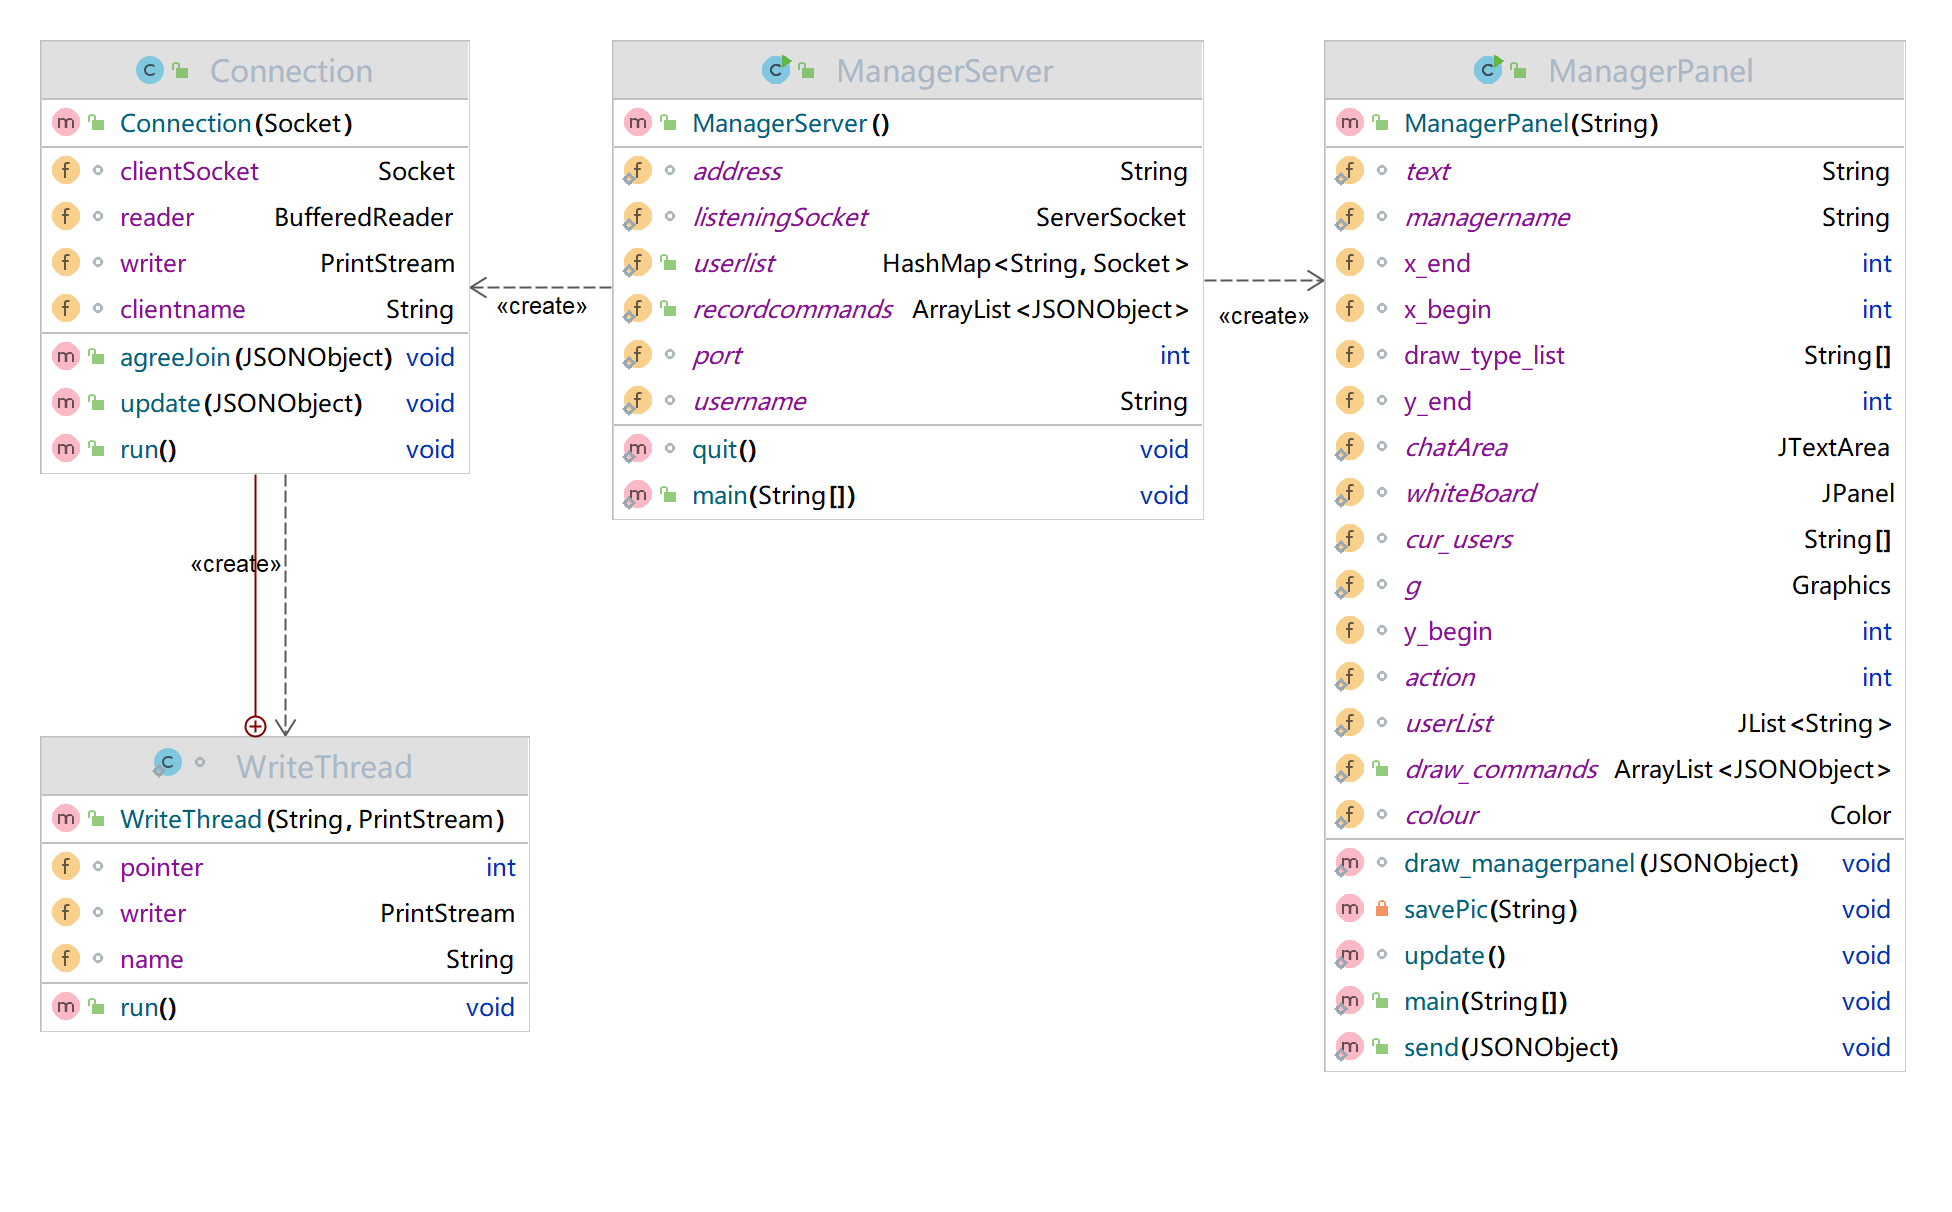 Connection
Connection(Socket)
clientSocket Socket
reader BufferedReader
writer PrintStream
clientname String
agreeJoin(JSONObject) void
update(JSONObject) void
run() void
«create»
ManagerServer
ManagerServer()
address String
listeningSocket ServerSocket
userlist HashMap<String, Socket>
recordcommands ArrayList<JSONObject>
port int
username String
quit() void
main(String[]) void
«create»
ManagerPanel
ManagerPanel(String)
text String
managername String
x_end int
x_begin int
draw_type_list String[]
y_end int
chatArea JTextArea
whiteBoard JPanel
cur_users String[]
g Graphics
y_begin int
action int
userList JList<String>
draw_commands ArrayList<JSONObject>
colour Color
draw_managerpanel(JSONObject) void
savePic(String) void
update() void
main(String[]) void
send(JSONObject) void
«create»
WriteThread
WriteThread(String, PrintStream)
pointer int
writer PrintStream
name String
run() void